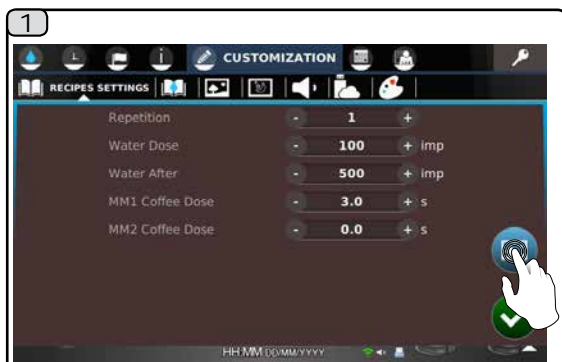 1
CUSTOMIZATION
RECIPES SETTINGS
Repetition - 1 +
Water Dose - 100 + imp
Water After - 500 + imp
MM1 Coffee Dose - 3.0 + s
MM2 Coffee Dose - 0.0 + s
HH:MM DD/MM/YYYY